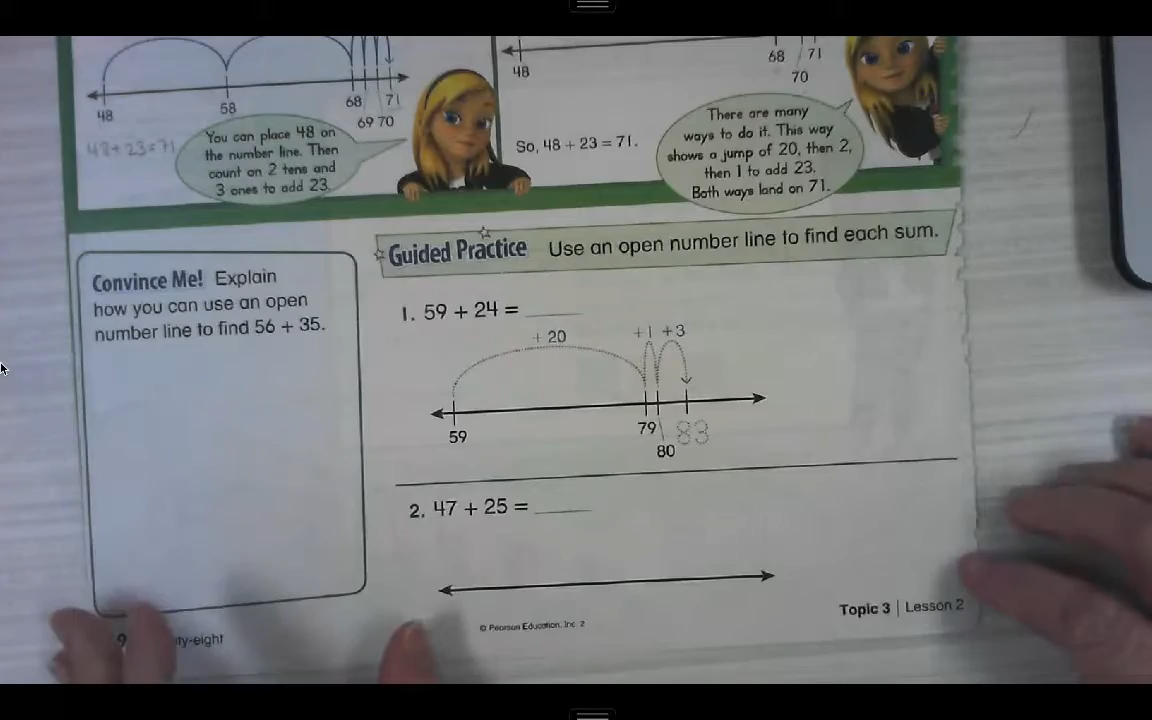 48
58
68
69 70
71
48 + 23 = 71
You can place 48 on
the number line. Then
count on 2 tens and
3 ones to add 23.
48
68
70
71
So, 48 + 23 = 71.
There are many
ways to do it. This way
shows a jump of 20, then 2,
then 1 to add 23.
Both ways land on 71.
Convince Me! Explain
how you can use an open
number line to find 56 + 35.
Guided Practice Use an open number line to find each sum.
1. 59 + 24 =
+ 20
+1 +3
59
79
83
80
2. 47 + 25 =
© Pearson Education, Inc. 2
Topic 3 | Lesson 2